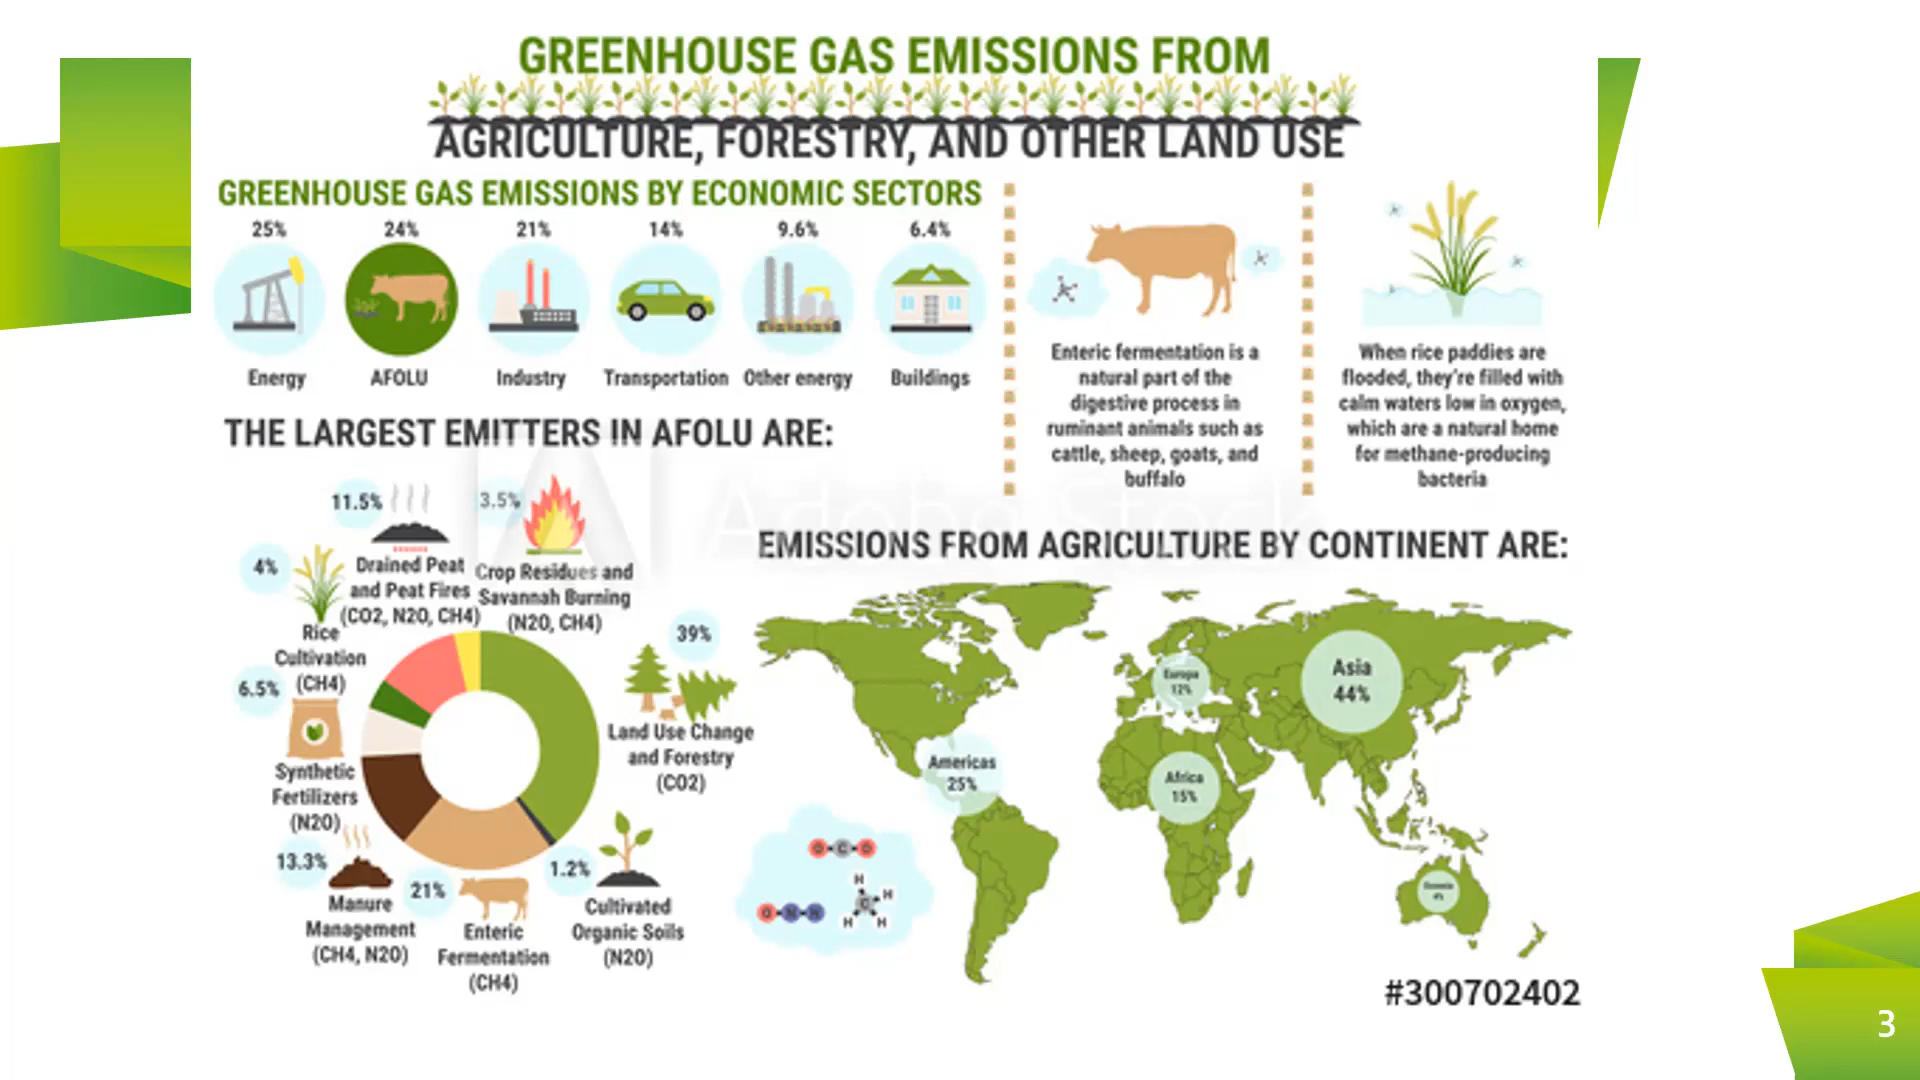 GREENHOUSE GAS EMISSIONS FROM
AGRICULTURE, FORESTRY, AND OTHER LAND USE
GREENHOUSE GAS EMISSIONS BY ECONOMIC SECTORS
25%
24%
21%
14%
9.6%
6.4%
Energy
AFOLU
Industry
Transportation
Other energy
Buildings
Enteric fermentation is a
natural part of the
digestive process in
ruminant animals such as
cattle, sheep, goats, and
buffalo
When rice paddies are
flooded, they're filled with
calm waters low in oxygen,
which are a natural home
for methane-producing
bacteria
THE LARGEST EMITTERS IN AFOLU ARE:
11.5%
Drained Peat
and Peat Fires
(CO2, N2O, CH4)
3.5%
Crop Residues and
Savannah Burning
(N2O, CH4)
4%
Rice
Cultivation
(CH4)
39%
Land Use Change
and Forestry
(CO2)
6.5%
Synthetic
Fertilizers
(N2O)
13.3%
Manure
Management
(CH4, N2O)
21%
Enteric
Fermentation
(CH4)
1.2%
Cultivated
Organic Soils
(N2O)
Adobe Stock
EMISSIONS FROM AGRICULTURE BY CONTINENT ARE:
Europe
12%
Asia
44%
Americas
25%
Africa
15%
Oceania
4%
O C O
H
H
C
H H
O N N
#300702402
3